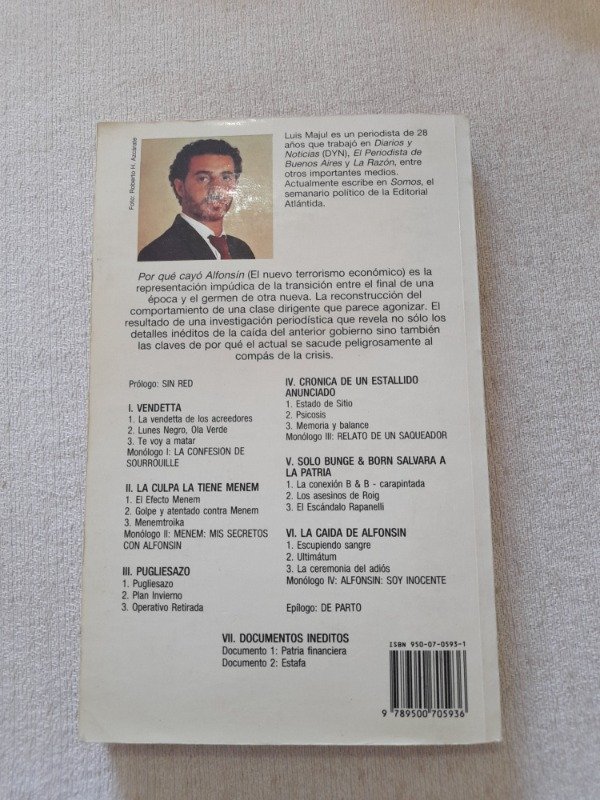 Foto: Roberto H. Azcárate
Luis Majul es un periodista de 28
años que trabajó en Diarios y
Noticias (DYN), El Periodista de
Buenos Aires y La Razón, entre
otros importantes medios.
Actualmente escribe en Somos, el
semanario político de la Editorial
Atlántida.
Por qué cayó Alfonsín (El nuevo terrorismo económico) es la
representación impúdica de la transición entre el final de una
época y el germen de otra nueva. La reconstrucción del
comportamiento de una clase dirigente que parece agonizar. El
resultado de una investigación periodística que revela no sólo los
detalles inéditos de la caída del anterior gobierno sino también
las claves de por qué el actual se sacude peligrosamente al
compás de la crisis.
Prólogo: SIN RED
I. VENDETTA
1. La vendetta de los acreedores
2. Lunes Negro, Ola Verde
3. Te voy a matar
Monólogo I: LA CONFESION DE
SOURROUILLE
II. LA CULPA LA TIENE MENEM
1. El Efecto Menem
2. Golpe y atentado contra Menem
3. Menemtroika
Monólogo II: MENEM: MIS SECRETOS
CON ALFONSIN
III. PUGLIESAZO
1. Pugliesazo
2. Plan Invierno
3. Operativo Retirada
IV. CRONICA DE UN ESTALLIDO
ANUNCIADO
1. Estado de Sitio
2. Psicosis
3. Memoria y balance
Monólogo III: RELATO DE UN SAQUEADOR
V. SOLO BUNGE & BORN SALVARA A
LA PATRIA
1. La conexión B & B - carapintada
2. Los asesinos de Roig
3. El Escándalo Rapanelli
VI. LA CAIDA DE ALFONSIN
1. Escupiendo sangre
2. Ultimátum
3. La ceremonia del adiós
Monólogo IV: ALFONSIN: SOY INOCENTE
Epílogo: DE PARTO
VII. DOCUMENTOS INEDITOS
Documento 1: Patria financiera
Documento 2: Estafa
ISBN 950-07-0593-1
9 789500 705936